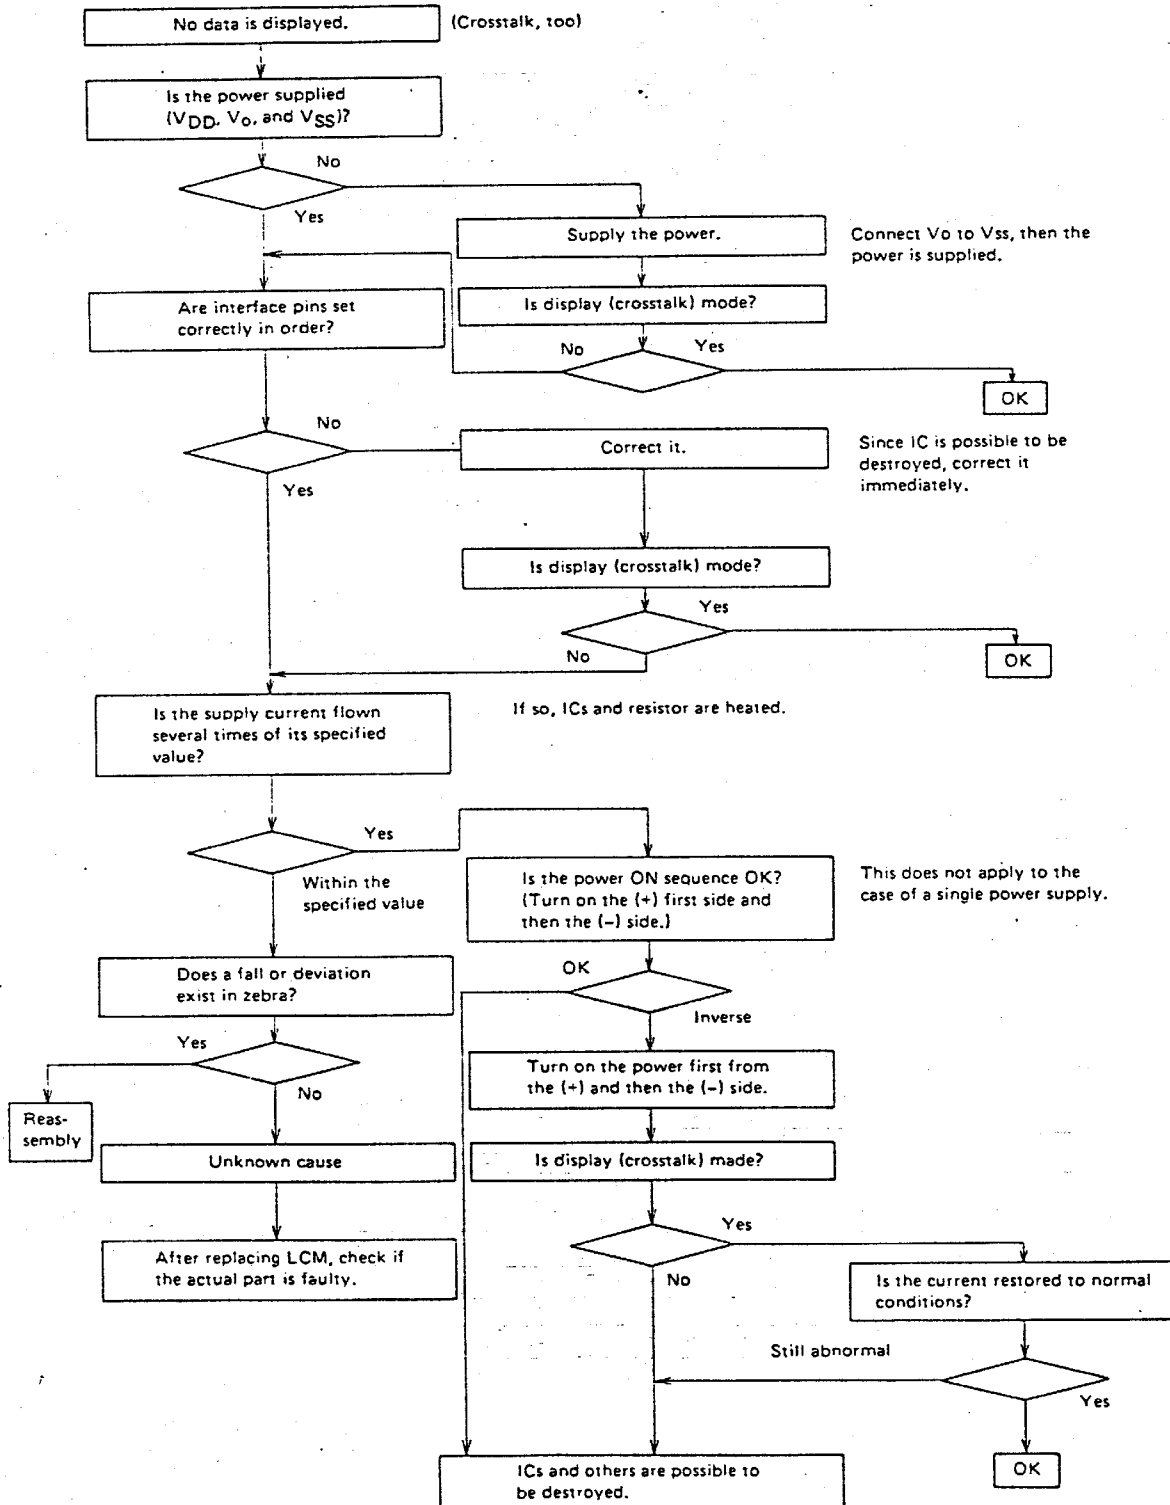 No data is displayed.
(Crosstalk, too)
Is the power supplied
(VDD, Vo, and VSS)?
No
Yes
Supply the power.
Connect Vo to Vss, then the
power is supplied.
Are interface pins set
correctly in order?
Is display (crosstalk) mode?
No
Yes
OK
No
Yes
Correct it.
Since IC is possible to be
destroyed, correct it
immediately.
Is display (crosstalk) mode?
Yes
No
OK
Is the supply current flown
several times of its specified
value?
If so, ICs and resistor are heated.
Yes
Within the
specified value
Is the power ON sequence OK?
(Turn on the (+) first side and
then the (−) side.)
This does not apply to the
case of a single power supply.
Does a fall or deviation
exist in zebra?
OK
Inverse
Yes
No
Reas-
sembly
Turn on the power first from
the (+) and then the (−) side.
Unknown cause
Is display (crosstalk) made?
After replacing LCM, check if
the actual part is faulty.
Yes
No
Is the current restored to normal
conditions?
Still abnormal
Yes
OK
ICs and others are possible to
be destroyed.